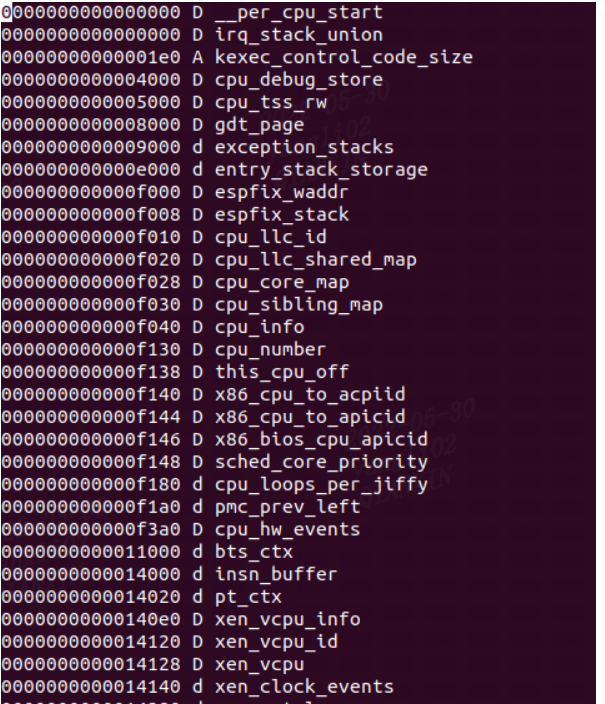 0000000000000000 D __per_cpu_start
0000000000000000 D irq_stack_union
00000000000001e0 A kexec_control_code_size
0000000000004000 D cpu_debug_store
0000000000005000 D cpu_tss_rw
0000000000008000 D gdt_page
0000000000009000 d exception_stacks
000000000000e000 d entry_stack_storage
000000000000f000 D espfix_waddr
000000000000f008 D espfix_stack
000000000000f010 D cpu_llc_id
000000000000f020 D cpu_llc_shared_map
000000000000f028 D cpu_core_map
000000000000f030 D cpu_sibling_map
000000000000f040 D cpu_info
000000000000f130 D cpu_number
000000000000f138 D this_cpu_off
000000000000f140 D x86_cpu_to_acpiid
000000000000f144 D x86_cpu_to_apicid
000000000000f146 D x86_bios_cpu_apicid
000000000000f148 D sched_core_priority
000000000000f180 d cpu_loops_per_jiffy
000000000000f1a0 d pmc_prev_left
000000000000f3a0 D cpu_hw_events
0000000000011000 d bts_ctx
0000000000014000 d insn_buffer
0000000000014020 d pt_ctx
00000000000140e0 D xen_vcpu_info
0000000000014120 D xen_vcpu_id
0000000000014128 D xen_vcpu
0000000000014140 d xen_clock_events